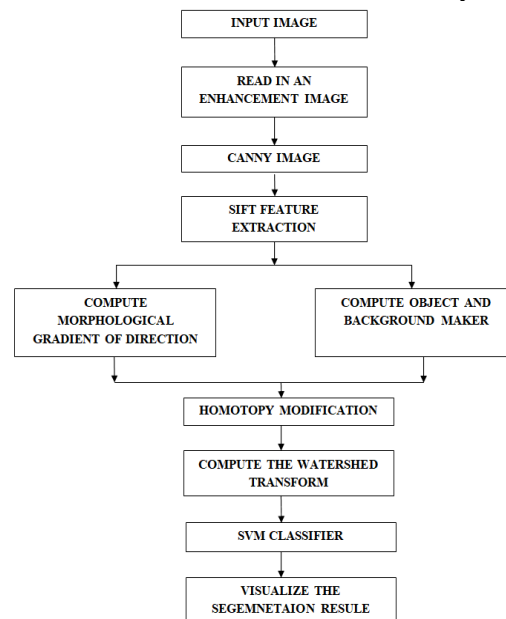 INPUT IMAGE
READ IN AN
ENHANCEMENT IMAGE
CANNY IMAGE
SIFT FEATURE
EXTRACTION
COMPUTE
MORPHOLOGICAL
GRADIENT OF DIRECTION
COMPUTE OBJECT AND
BACKGROUND MAKER
HOMOTOPY MODIFICATION
COMPUTE THE WATERSHED
TRANSFORM
SVM CLASSIFIER
VISUALIZE THE
SEGEMNETAION RESULE